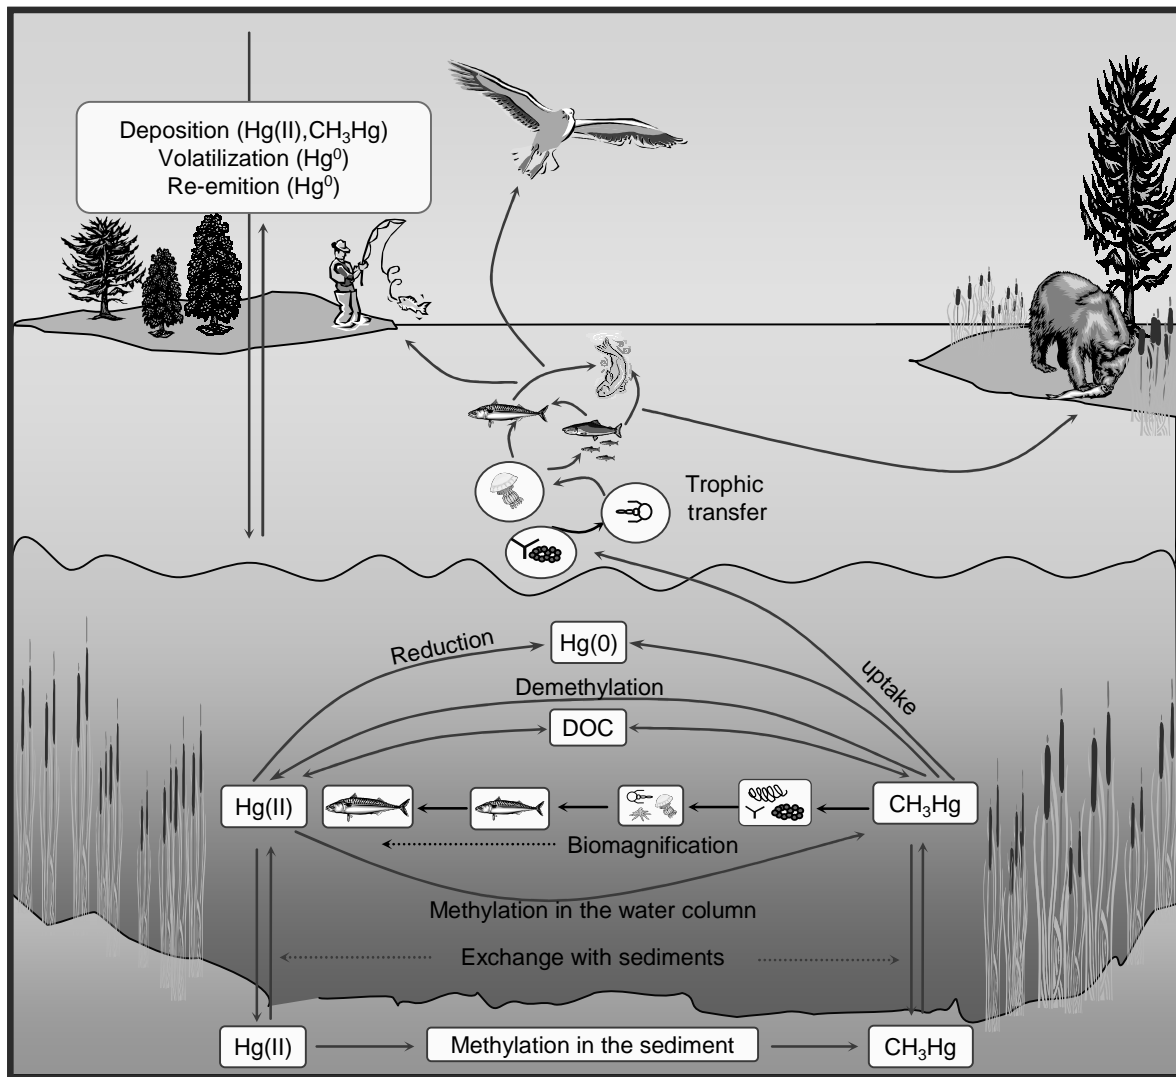 Deposition (Hg(II),CH₃Hg)
Volatilization (Hg⁰)
Re-emition (Hg⁰)
Trophic
transfer
Reduction
Hg(0)
uptake
Demethylation
DOC
Hg(II)
CH₃Hg
Biomagnification
Methylation in the water column
Exchange with sediments
Hg(II)
Methylation in the sediment
CH₃Hg